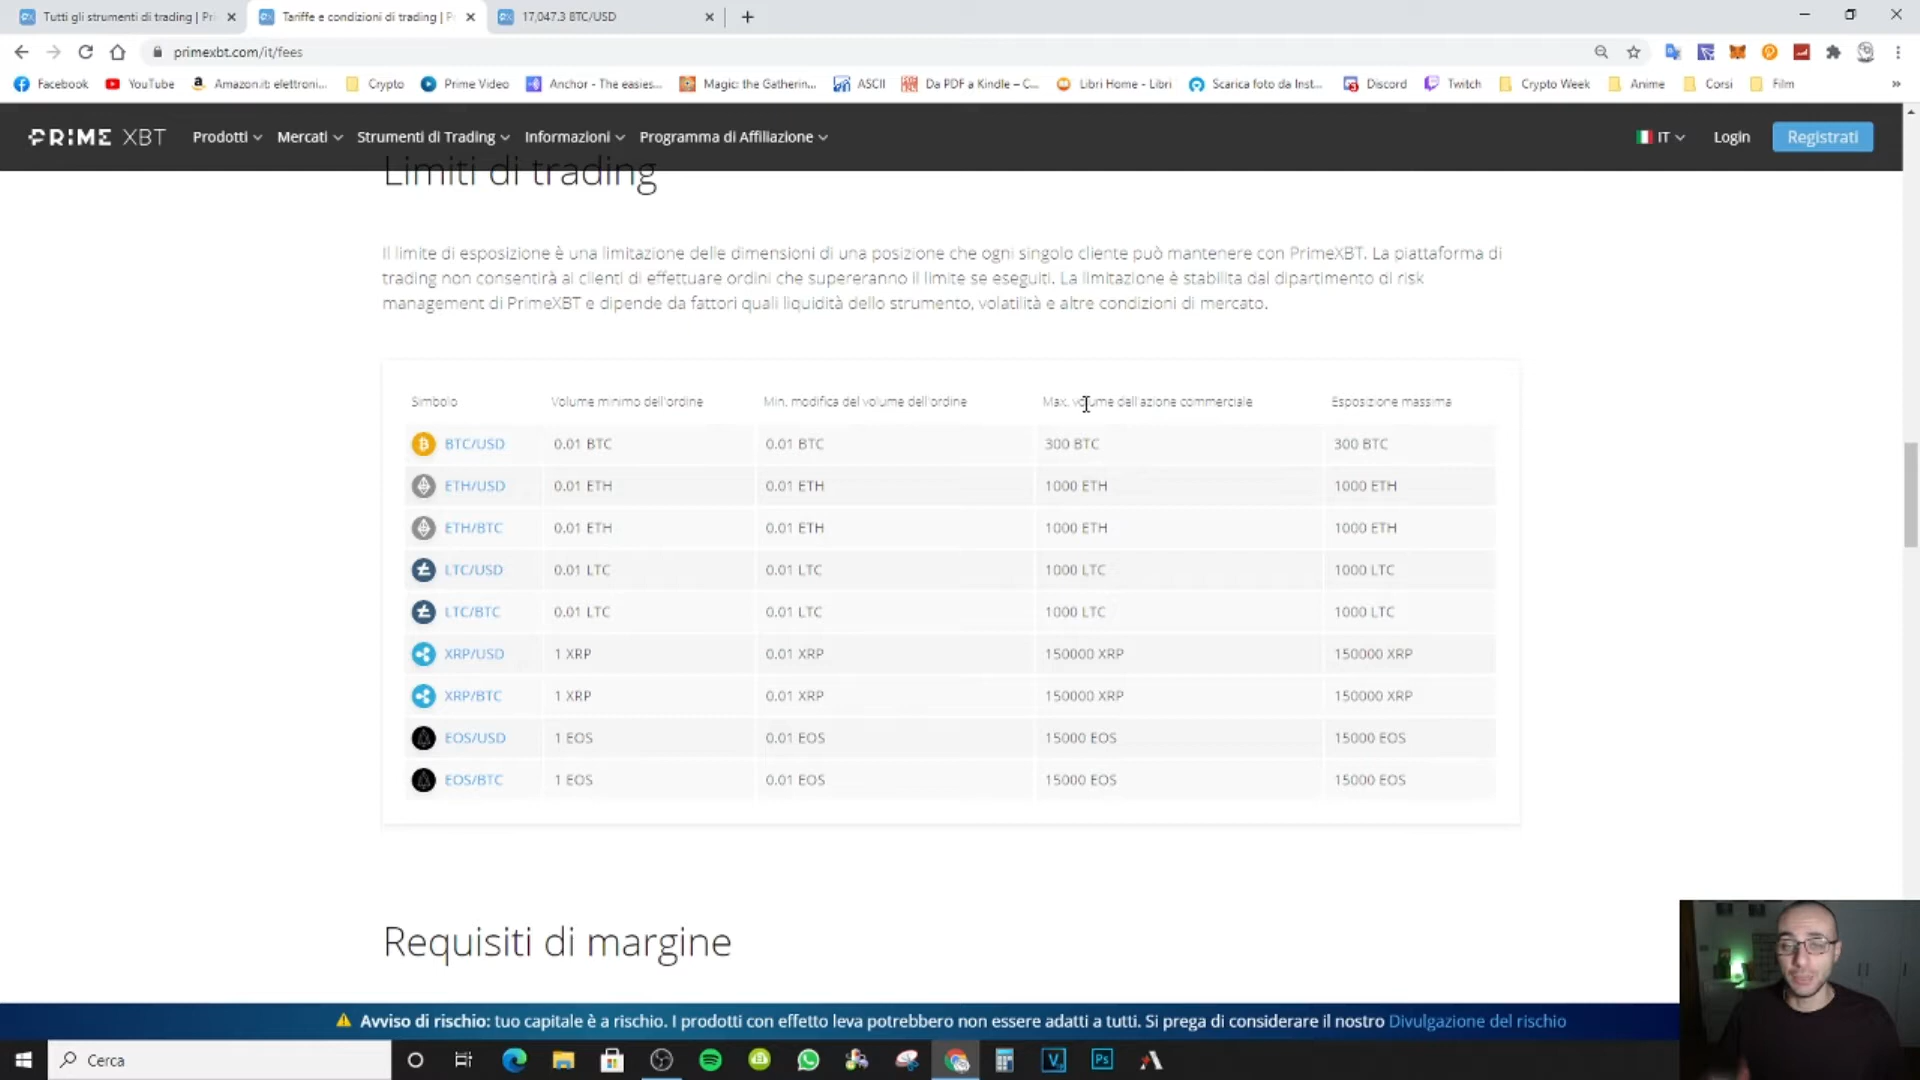 Tutti gli strumenti di trading | Pri
Tariffe e condizioni di trading | P
17,047.3 BTC/USD
primexbt.com/it/fees
Facebook
YouTube
Amazon.it: elettroni...
Crypto
Prime Video
Anchor - The easies...
Magic: the Gatherin...
ASCII
Da PDF a Kindle – C...
Libri Home - Libri
Scarica foto da Inst...
Discord
Twitch
Crypto Week
Anime
Corsi
Film
PRIME XBT
Prodotti
Mercati
Strumenti di Trading
Informazioni
Programma di Affiliazione
IT
Login
Registrati
Limiti di trading
Il limite di esposizione è una limitazione delle dimensioni di una posizione che ogni singolo cliente può mantenere con PrimeXBT. La piattaforma di
trading non consentirà ai clienti di effettuare ordini che supereranno il limite se eseguiti. La limitazione è stabilita dal dipartimento di risk
management di PrimeXBT e dipende da fattori quali liquidità dello strumento, volatilità e altre condizioni di mercato.
Simbolo Volume minimo dell'ordine Min. modifica del volume dell'ordine Max. volume dell'azione commerciale Esposizione massima
BTC/USD 0.01 BTC 0.01 BTC 300 BTC 300 BTC
ETH/USD 0.01 ETH 0.01 ETH 1000 ETH 1000 ETH
ETH/BTC 0.01 ETH 0.01 ETH 1000 ETH 1000 ETH
LTC/USD 0.01 LTC 0.01 LTC 1000 LTC 1000 LTC
LTC/BTC 0.01 LTC 0.01 LTC 1000 LTC 1000 LTC
XRP/USD 1 XRP 0.01 XRP 150000 XRP 150000 XRP
XRP/BTC 1 XRP 0.01 XRP 150000 XRP 150000 XRP
EOS/USD 1 EOS 0.01 EOS 15000 EOS 15000 EOS
EOS/BTC 1 EOS 0.01 EOS 15000 EOS 15000 EOS
Requisiti di margine
Avviso di rischio: tuo capitale è a rischio. I prodotti con effetto leva potrebbero non essere adatti a tutti. Si prega di considerare il nostro Divulgazione del rischio
Cerca